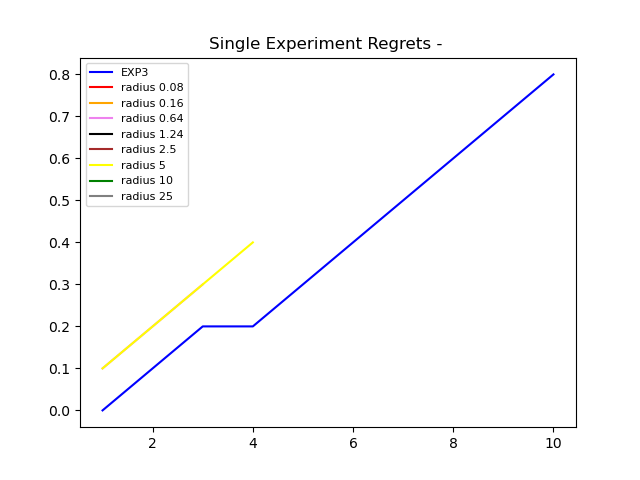 Single Experiment Regrets -
EXP3
radius 0.08
radius 0.16
radius 0.64
radius 1.24
radius 2.5
radius 5
radius 10
radius 25
0.8
0.7
0.6
0.5
0.4
0.3
0.2
0.1
0.0
2 4 6 8 10